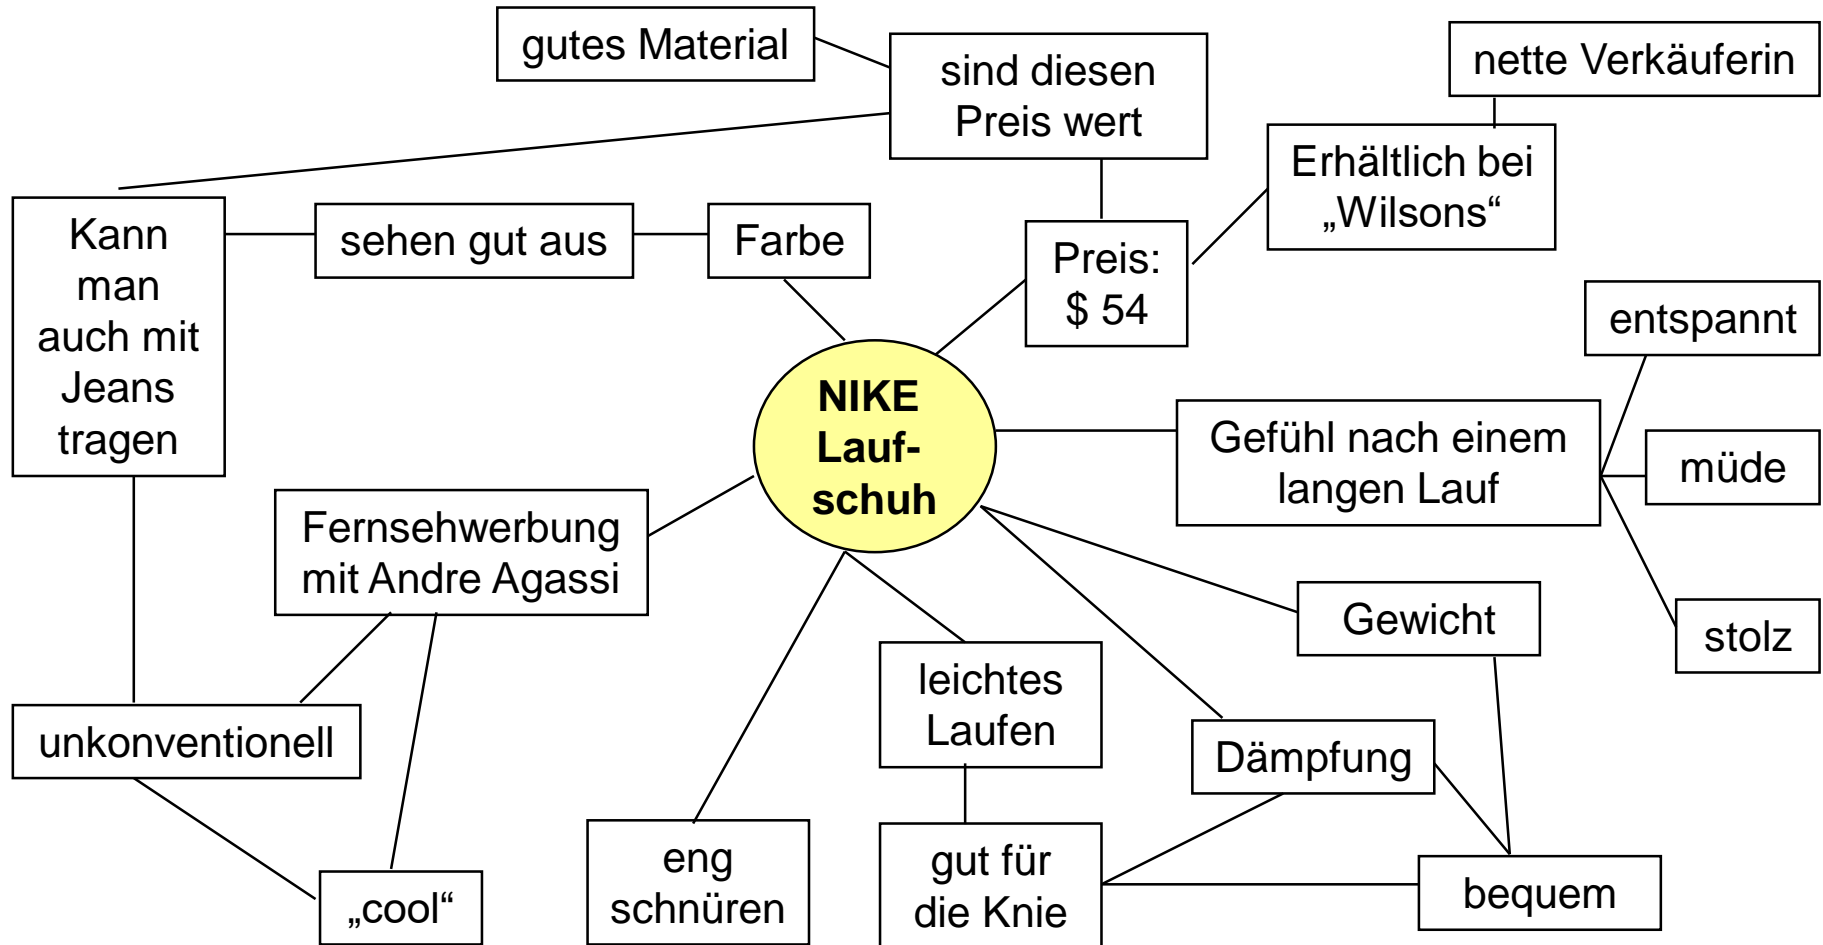 gutes Material
sind diesen
Preis wert
nette Verkäuferin
Erhältlich bei
„Wilsons“
Kann
man
auch mit
Jeans
tragen
sehen gut aus
Farbe
Preis:
$ 54
entspannt
NIKE
Lauf-
schuh
Gefühl nach einem
langen Lauf
müde
Fernsehwerbung
mit Andre Agassi
Gewicht
stolz
leichtes
Laufen
unkonventionell
Dämpfung
„cool“
eng
schnüren
gut für
die Knie
bequem